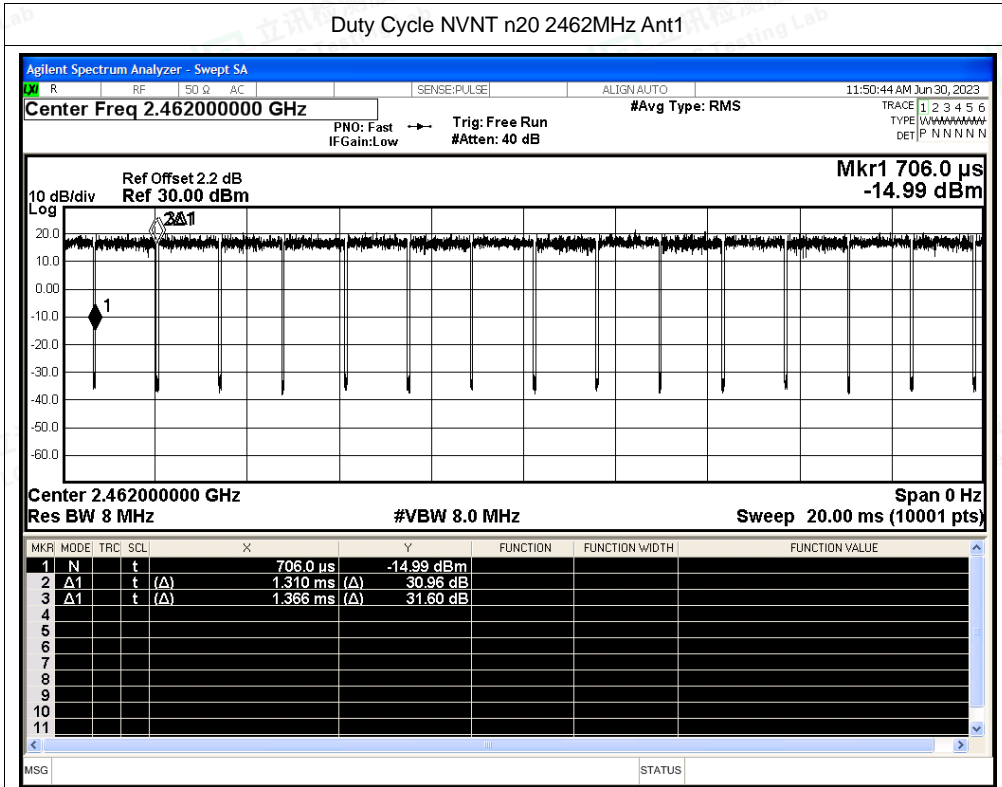 Duty Cycle NVNT n20 2462MHz Ant1
Agilent Spectrum Analyzer - Swept SA
LXI R RF 50 Ω AC SENSE:PULSE ALIGN AUTO 11:50:44 AM Jun 30, 2023
Center Freq 2.462000000 GHz #Avg Type: RMS TRACE 1 2 3 4 5 6
PNO: Fast Trig: Free Run TYPE WWWWWW
IFGain:Low #Atten: 40 dB DET P N N N N N
Mkr1 706.0 µs
-14.99 dBm
Ref Offset 2.2 dB
10 dB/div Ref 30.00 dBm
Log
2Δ1
20.0
10.0
0.00
1
-10.0
-20.0
-30.0
-40.0
-50.0
-60.0
Center 2.462000000 GHz Span 0 Hz
Res BW 8 MHz #VBW 8.0 MHz Sweep 20.00 ms (10001 pts)
MKR MODE TRC SCL X Y FUNCTION FUNCTION WIDTH FUNCTION VALUE
1 N t 706.0 µs -14.99 dBm
2 Δ1 t (Δ) 1.310 ms (Δ) 30.96 dB
3 Δ1 t (Δ) 1.366 ms (Δ) 31.60 dB
4
5
6
7
8
9
10
11
MSG STATUS